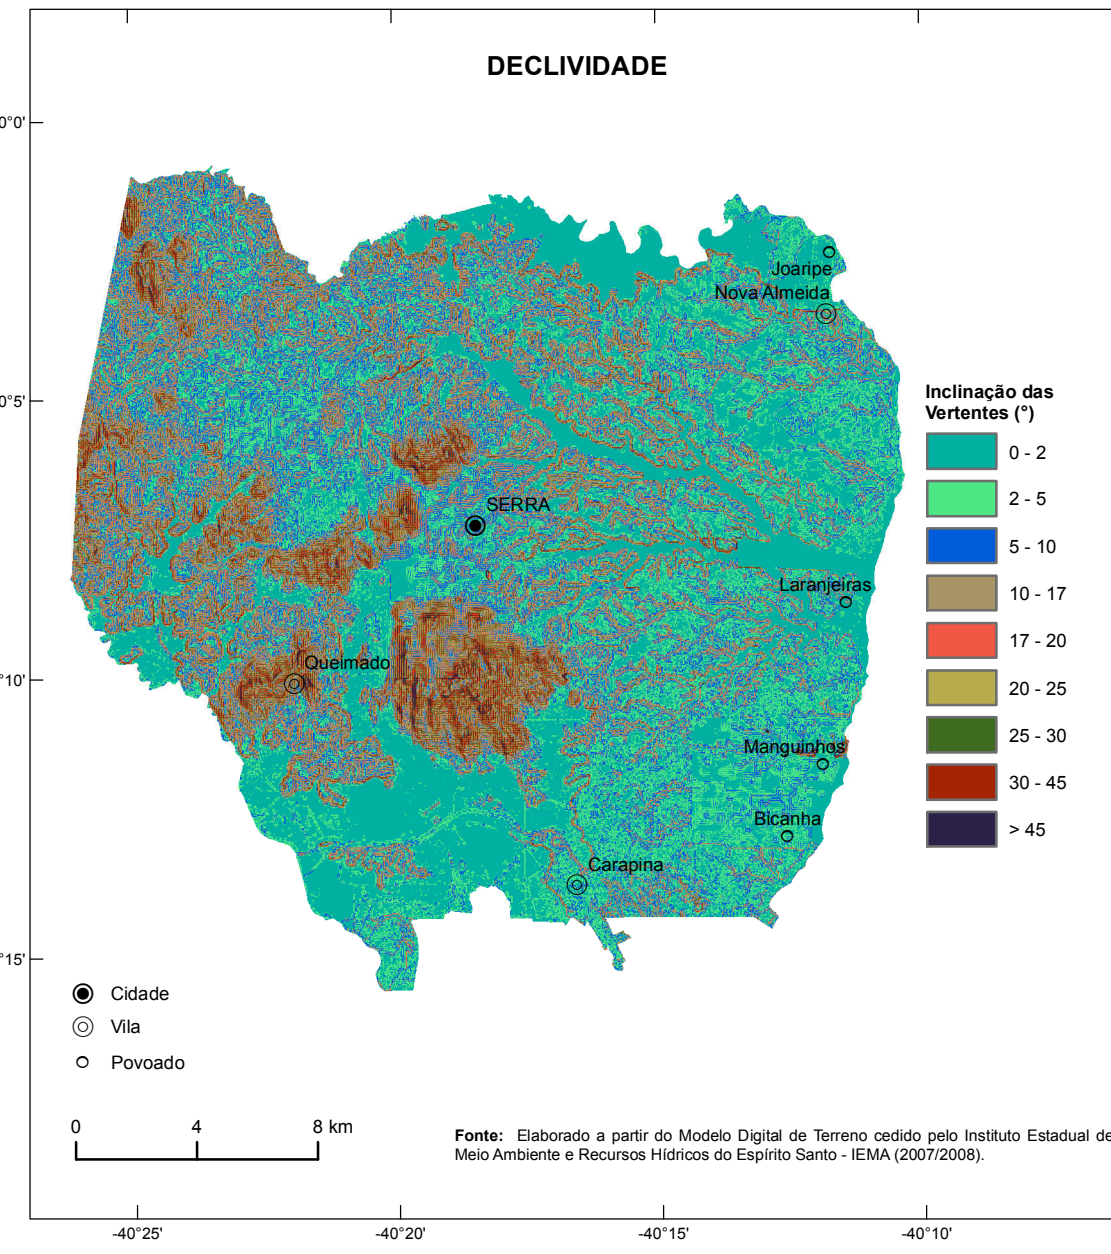 DECLIVIDADE
0°0'
Joaripe
Nova Almeida
0°5'
Inclinação das
Vertentes (°)
0 - 2
2 - 5
5 - 10
10 - 17
17 - 20
20 - 25
25 - 30
30 - 45
> 45
SERRA
Laranjeiras
Queimado
°10'
Manguinhos
Bicanha
Carapina
°15'
Cidade
Vila
Povoado
0 4 8 km
Fonte: Elaborado a partir do Modelo Digital de Terreno cedido pelo Instituto Estadual de
Meio Ambiente e Recursos Hídricos do Espírito Santo - IEMA (2007/2008).
-40°25' -40°20' -40°15' -40°10'